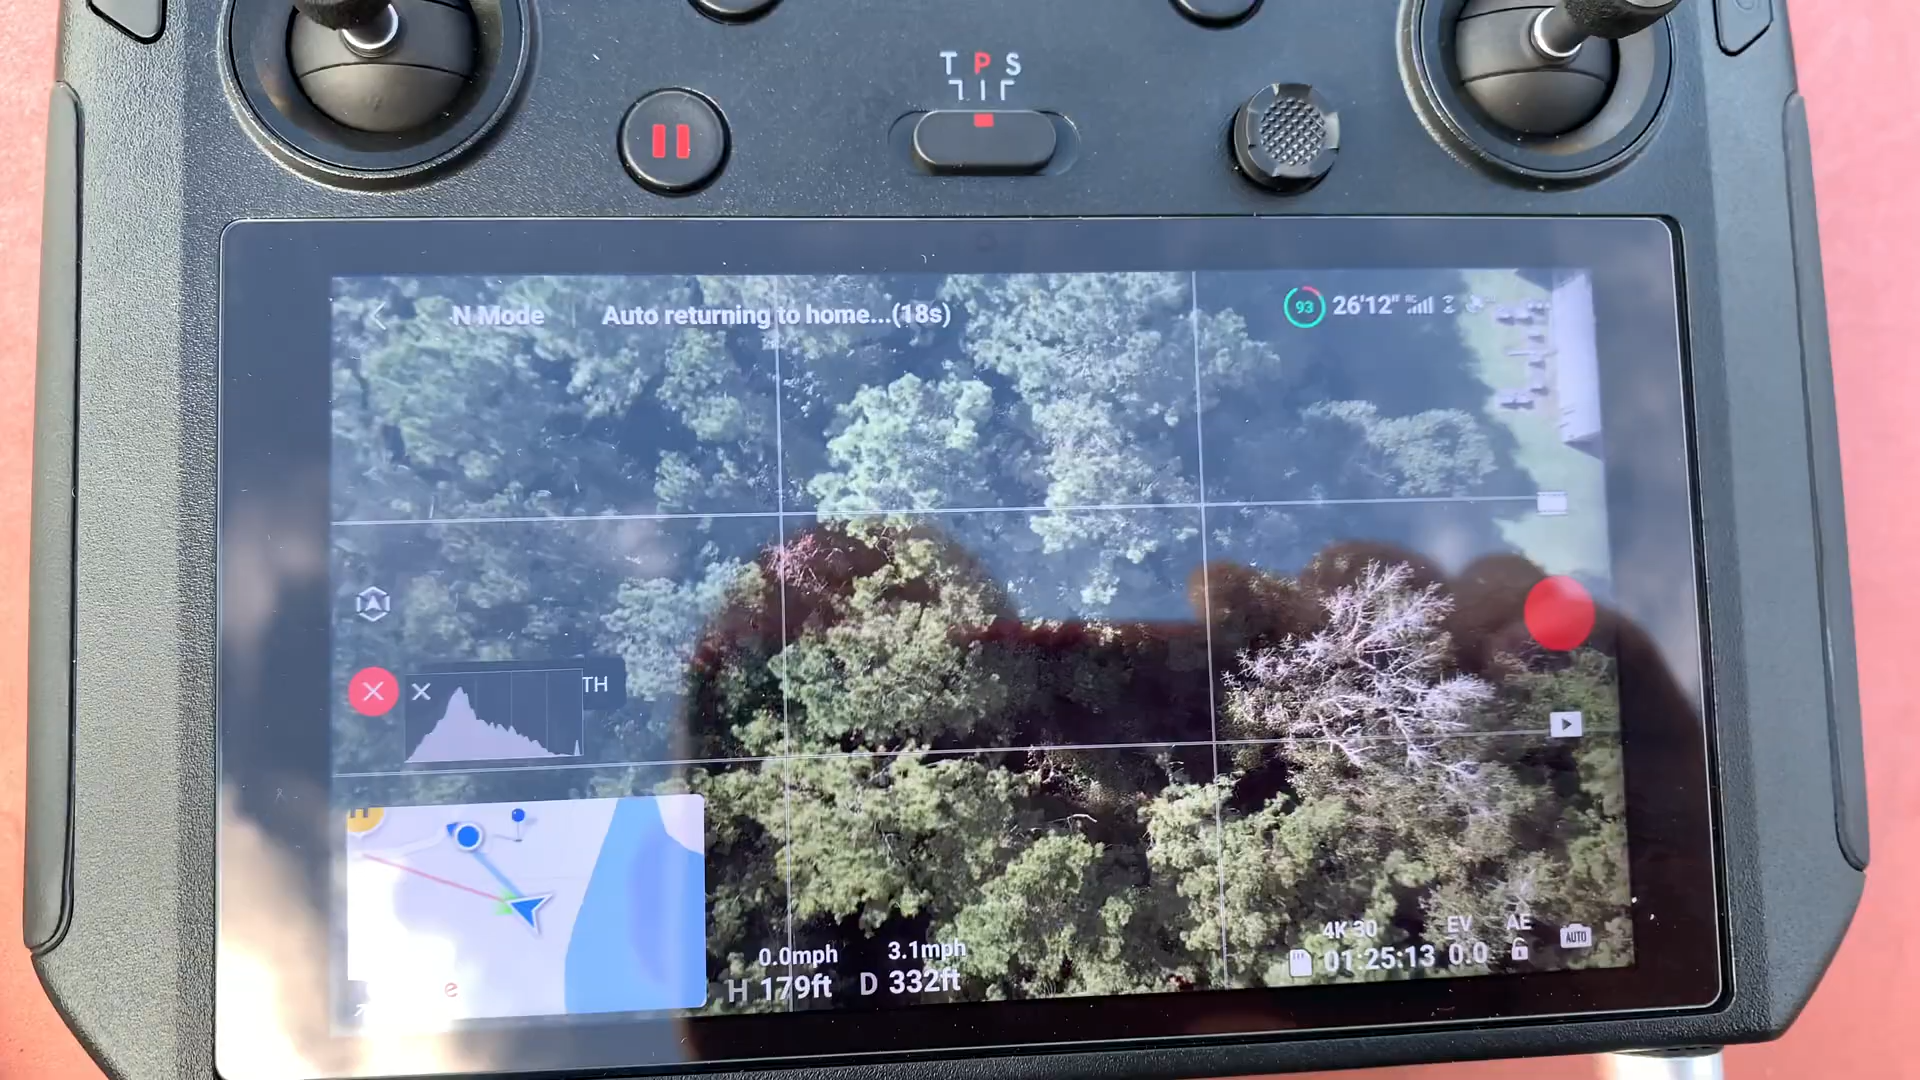 T P S
N Mode Auto returning to home...(18s) 93 26'12"
TH
H
0.0mph 3.1mph
H 179ft D 332ft
4K 30 EV AE
01:25:13 0.0 AUTO
e